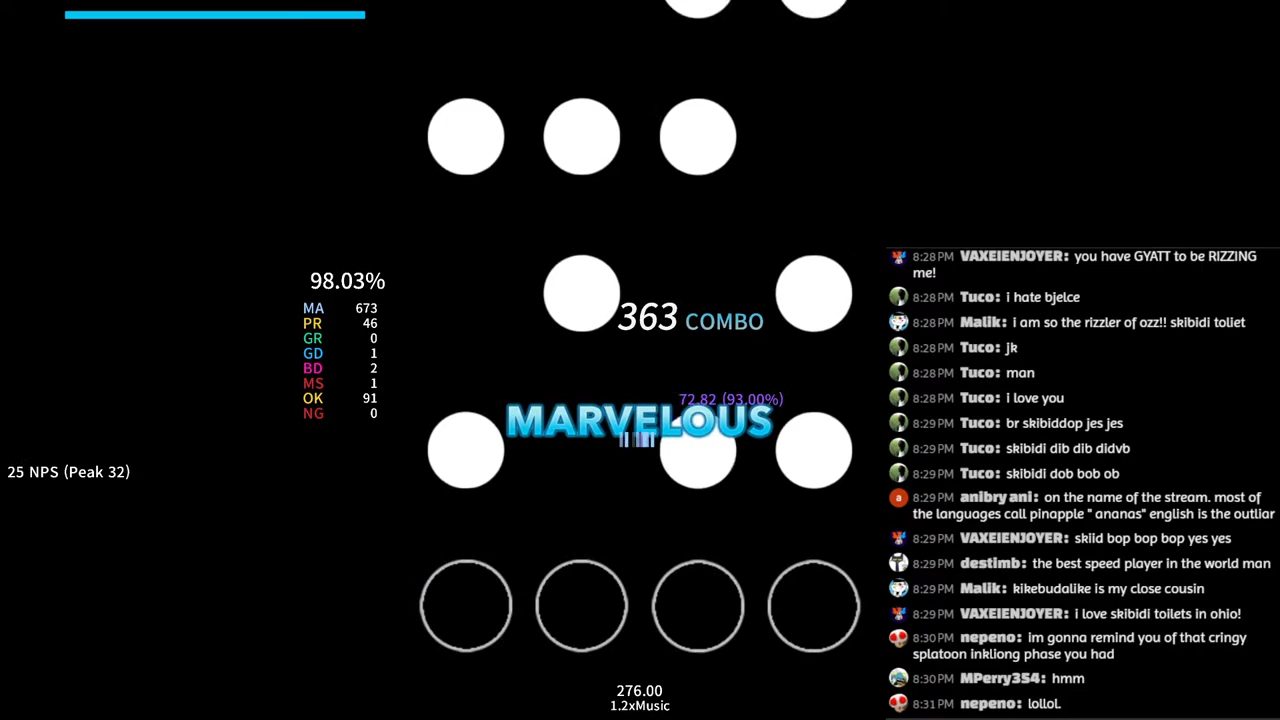 98.03%
MA 673
PR 46
GR 0
GD 1
BD 2
MS 1
OK 91
NG 0
25 NPS (Peak 32)
363 COMBO
72.82 (93.00%)
MARVELOUS
276.00
1.2xMusic
8:28 PM VAXEIENJOYER: you have GYATT to be RIZZING
me!
8:28 PM Tuco: i hate bjelce
8:28 PM Malik: i am so the rizzler of ozz!! skibidi toliet
8:28 PM Tuco: jk
8:28 PM Tuco: man
8:28 PM Tuco: i love you
8:29 PM Tuco: br skibiddop jes jes
8:29 PM Tuco: skibidi dib dib didvb
8:29 PM Tuco: skibidi dob bob ob
a 8:29 PM anibry ani: on the name of the stream. most of
the languages call pinapple " ananas" english is the outliar
8:29 PM VAXEIENJOYER: skiid bop bop bop yes yes
8:29 PM destimb: the best speed player in the world man
8:29 PM Malik: kikebudalike is my close cousin
8:29 PM VAXEIENJOYER: i love skibidi toilets in ohio!
8:30 PM nepeno: im gonna remind you of that cringy
splatoon inkliong phase you had
8:30 PM MPerry354: hmm
8:31 PM nepeno: lollol.